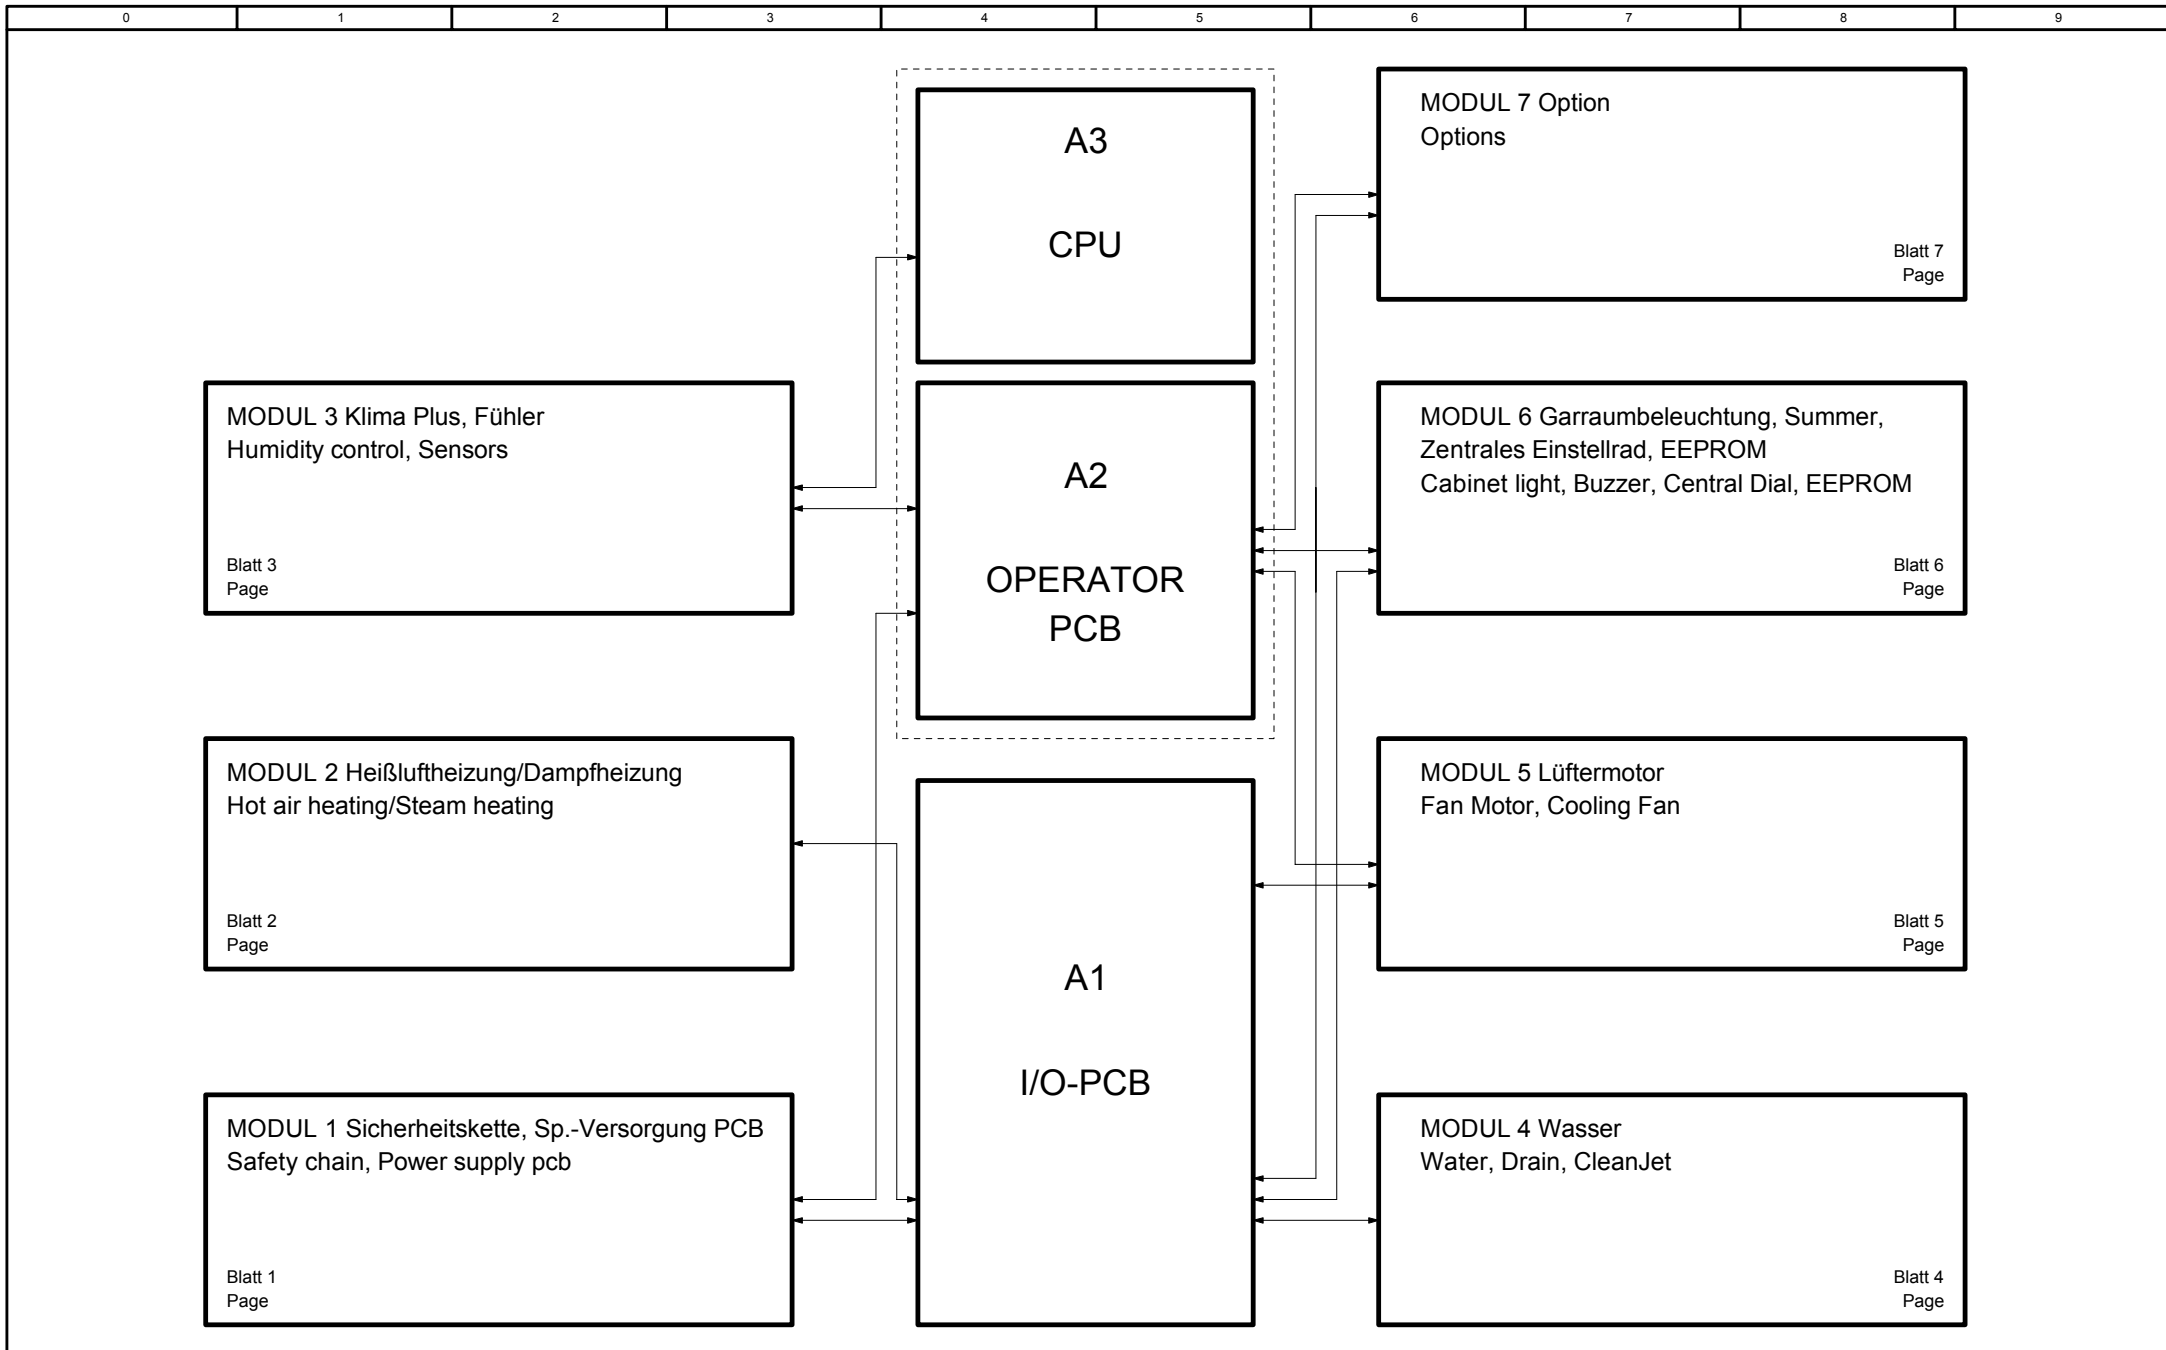 0 1 2 3 4 5 6 7 8 9
A3
CPU
MODUL 7 Option
Options
Blatt 7
Page
MODUL 3 Klima Plus, Fühler
Humidity control, Sensors
Blatt 3
Page
A2
OPERATOR
PCB
MODUL 6 Garraumbeleuchtung, Summer,
Zentrales Einstellrad, EEPROM
Cabinet light, Buzzer, Central Dial, EEPROM
Blatt 6
Page
MODUL 2 Heißluftheizung/Dampfheizung
Hot air heating/Steam heating
Blatt 2
Page
A1
I/O-PCB
MODUL 5 Lüftermotor
Fan Motor, Cooling Fan
Blatt 5
Page
MODUL 1 Sicherheitskette, Sp.-Versorgung PCB
Safety chain, Power supply pcb
Blatt 1
Page
MODUL 4 Wasser
Water, Drain, CleanJet
Blatt 4
Page